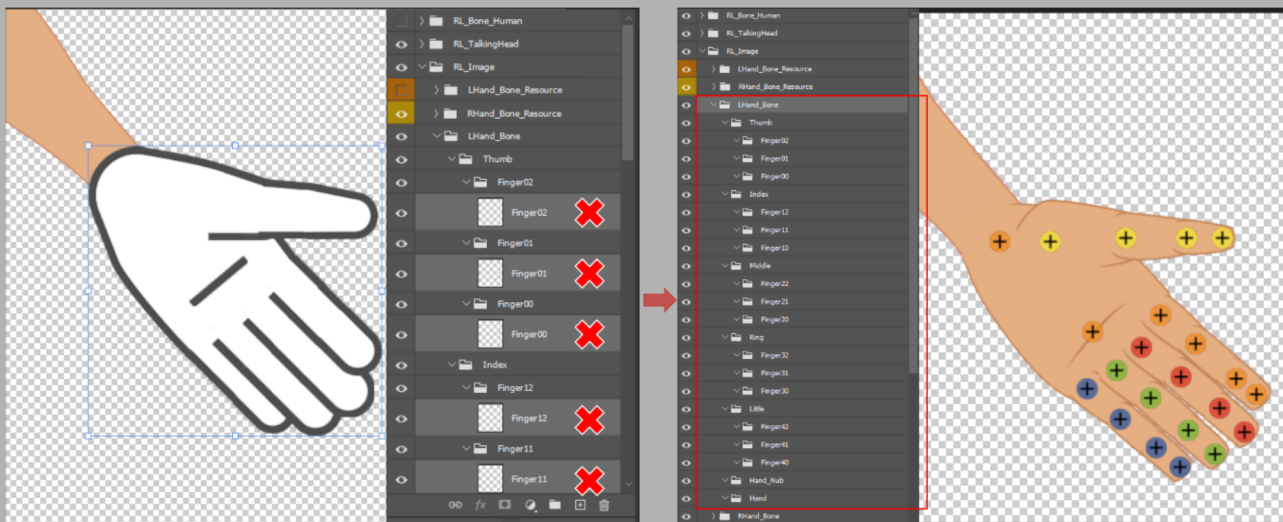 RL_Bone_Human
RL_TalkingHead
RL_Image
LHand_Bone_Resource
RHand_Bone_Resource
LHand_Bone
Thumb
Finger02
Finger02
Finger01
Finger01
Finger00
Finger00
Index
Finger12
Finger12
Finger11
Finger11
fx
RL_Bone_Human
RL_TalkingHead
RL_Image
LHand_Bone_Resource
RHand_Bone_Resource
LHand_Bone
Thumb
Finger02
Finger01
Finger00
Index
Finger12
Finger11
Finger10
Middle
Finger22
Finger21
Finger20
Ring
Finger32
Finger31
Finger30
Little
Finger42
Finger41
Finger40
Hand_Nub
Hand
RHand_Bone